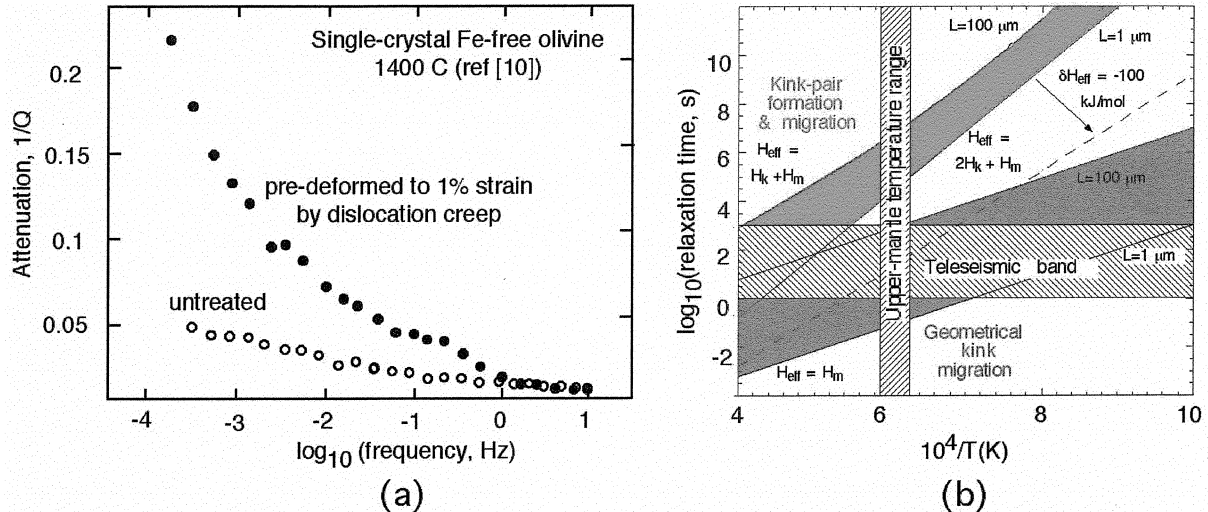 Single-crystal Fe-free olivine
1400 C (ref [10])
pre-deformed to 1% strain
by dislocation creep
untreated
Attenuation, 1/Q
0.2
0.15
0.1
0.05
-4
-3
-2
-1
0
1
log10 (frequency, Hz)
(a)
log10(relaxation time, s)
10
8
6
4
2
0
-2
L=100 µm
L=1 µm
Kink-pair
formation
& migration
Heff =
Hk +Hm
Upper-mantle temperature range
δHeff = -100
kJ/mol
Heff =
2Hk + Hm
L=100 µm
Teleseismic band
L=1 µm
Geometrical
kink
migration
Heff = Hm
4
6
8
10
10^4/T(K)
(b)